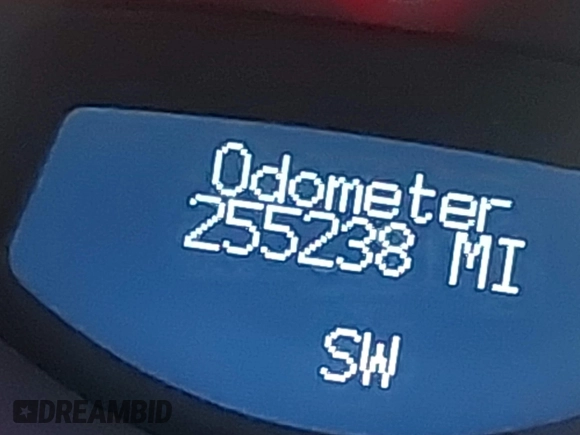 Odometer
255238 MI
SW
DREAMBID